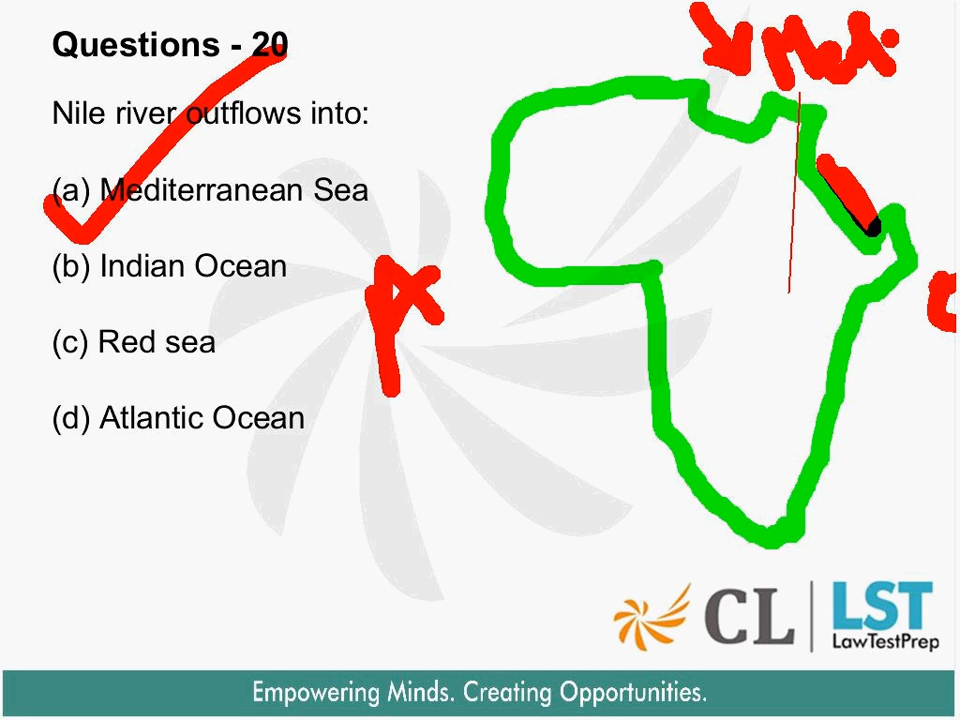 Questions - 20
Med.
Nile river outflows into:
(a) Mediterranean Sea
(b) Indian Ocean
(c) Red sea
(d) Atlantic Ocean
CL LST
LawTestPrep
Empowering Minds. Creating Opportunities.